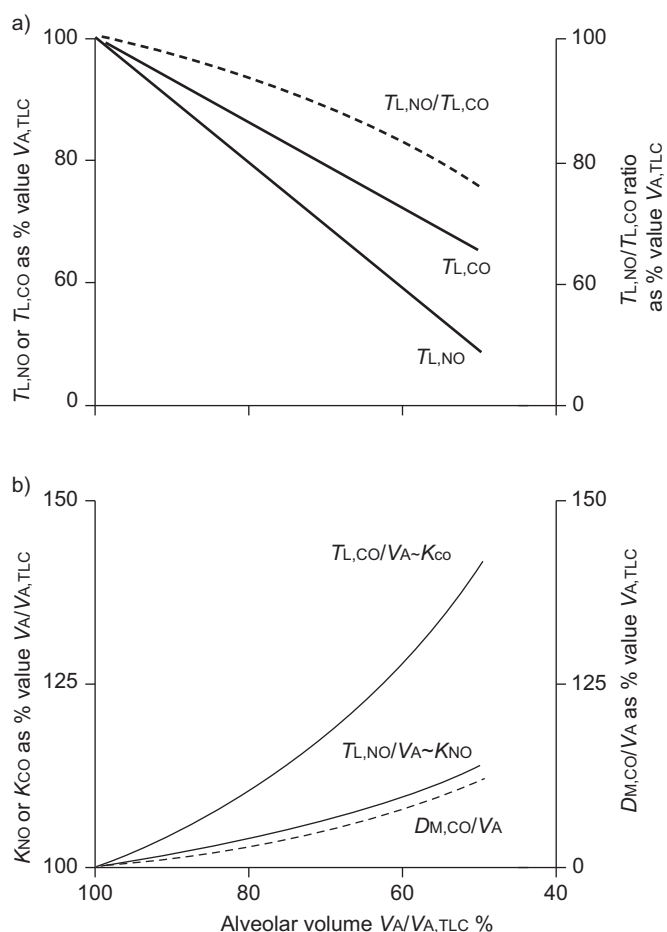 a)
100
80
60
0
TL,NO or TL,CO as % value VA,TLC
TL,NO/TL,CO
TL,CO
TL,NO
100
80
60
0
TL,NO/TL,CO ratio
as % value VA,TLC
b)
150
125
100
KNO or KCO as % value VA/VA,TLC
TL,CO/VA~Kco
TL,NO/VA~KNO
DM,CO/VA
150
125
0
DM,CO/VA as % value VA,TLC
100
80
60
40
Alveolar volume VA/VA,TLC %